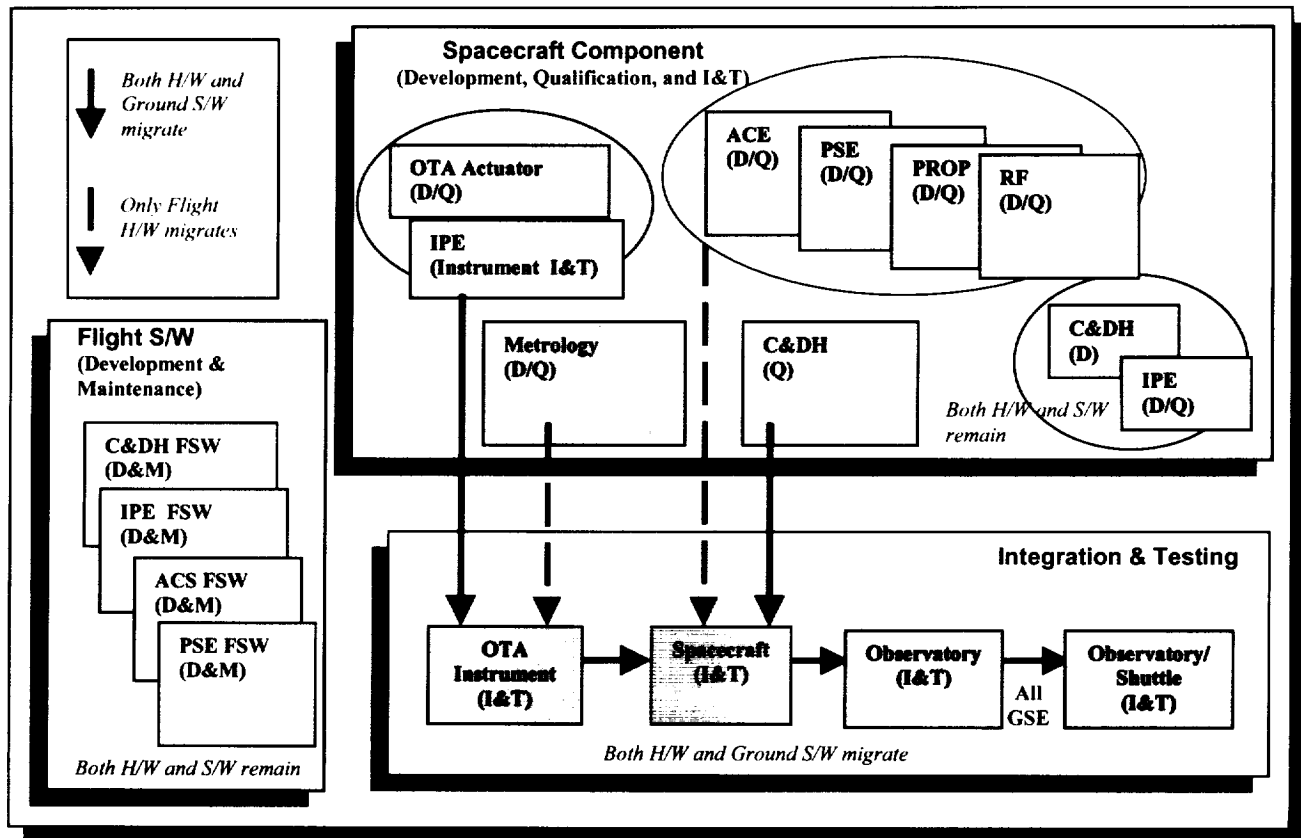 Both H/W and
Ground S/W
migrate
Only Flight
H/W migrates
Spacecraft Component
(Development, Qualification, and I&T)
OTA Actuator
(D/Q)
IPE
(Instrument I&T)
ACE
(D/Q)
PSE
(D/Q)
PROP
(D/Q)
RF
(D/Q)
Metrology
(D/Q)
C&DH
(Q)
C&DH
(D)
IPE
(D/Q)
Both H/W and S/W
remain
Flight S/W
(Development &
Maintenance)
C&DH FSW
(D&M)
IPE FSW
(D&M)
ACS FSW
(D&M)
PSE FSW
(D&M)
Both H/W and S/W remain
Integration & Testing
OTA
Instrument
(I&T)
Spacecraft
(I&T)
Observatory
(I&T)
All
GSE
Observatory/
Shuttle
(I&T)
Both H/W and Ground S/W migrate